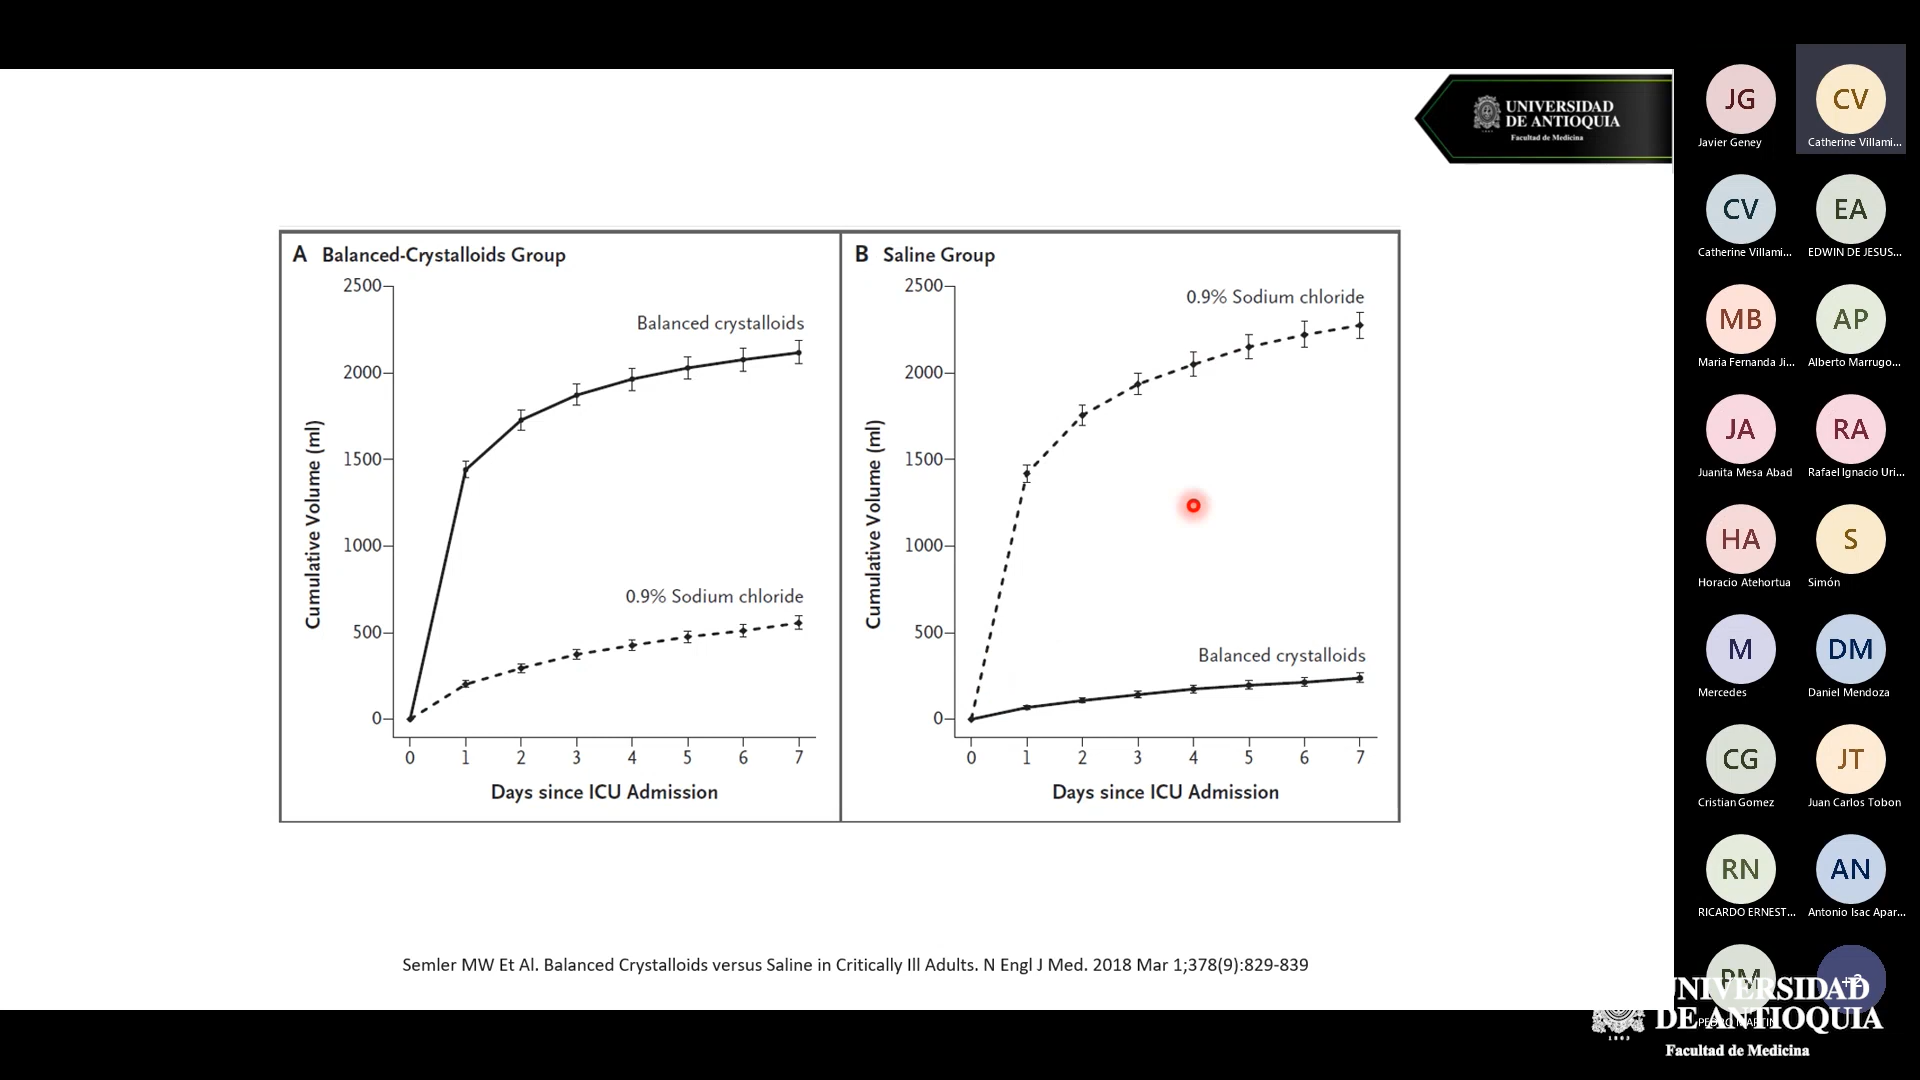 UNIVERSIDAD
DE ANTIOQUIA
Facultad de Medicina
A Balanced-Crystalloids Group
2500
2000
1500
1000
500
0
Cumulative Volume (ml)
Balanced crystalloids
0.9% Sodium chloride
0 1 2 3 4 5 6 7
Days since ICU Admission
B Saline Group
2500
2000
1500
1000
500
0
Cumulative Volume (ml)
0.9% Sodium chloride
Balanced crystalloids
0 1 2 3 4 5 6 7
Days since ICU Admission
Semler MW Et Al. Balanced Crystalloids versus Saline in Critically Ill Adults. N Engl J Med. 2018 Mar 1;378(9):829-839
JG
Javier Geney
CV
Catherine Villami...
CV
Catherine Villami...
EA
EDWIN DE JESUS...
MB
Maria Fernanda Ji...
AP
Alberto Marrugo...
JA
Juanita Mesa Abad
RA
Rafael Ignacio Uri...
HA
Horacio Atehortua
S
Simón
M
Mercedes
DM
Daniel Mendoza
CG
Cristian Gomez
JT
Juan Carlos Tobon
RN
RICARDO ERNEST...
AN
Antonio Isac Apar...
PM
+2
UNIVERSIDAD
DE ANTIOQUIA
1803
Facultad de Medicina